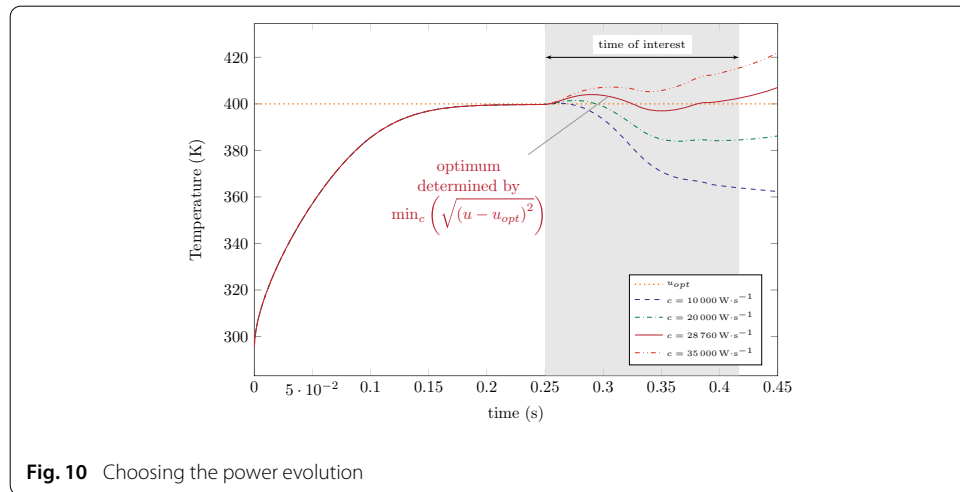 time of interest
420
400
380
360
340
320
300
Temperature (K)
optimum
determined by
min_c (√(u − u_opt)²)
u_opt
c = 10 000 W·s⁻¹
c = 20 000 W·s⁻¹
c = 28 760 W·s⁻¹
c = 35 000 W·s⁻¹
0 5 · 10⁻² 0.1 0.15 0.2 0.25 0.3 0.35 0.4 0.45
time (s)
Fig. 10 Choosing the power evolution